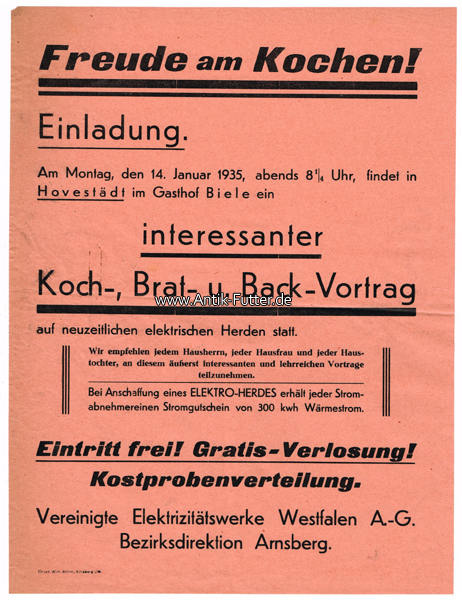 Freude am Kochen!
Einladung.
Am Montag, den 14. Januar 1935, abends 8¼ Uhr, findet in
Hovestädt im Gasthof Biele ein
interessanter
Koch-, Brat- u. Back-Vortrag
www.Antik-Futter.de
auf neuzeitlichen elektrischen Herden statt.
Wir empfehlen jedem Hausherrn, jeder Hausfrau und jeder Haus-
tochter, an diesem äußerst interessanten und lehrreichen Vortrage
teilzunehmen.
Bei Anschaffung eines ELEKTRO-HERDES erhält jeder Strom-
abnehmereinen Stromgutschein von 300 kwh Wärmestrom.
Eintritt frei! Gratis-Verlosung!
Kostprobenverteilung.
Vereinigte Elektrizitätswerke Westfalen A.-G.
Bezirksdirektion Arnsberg.